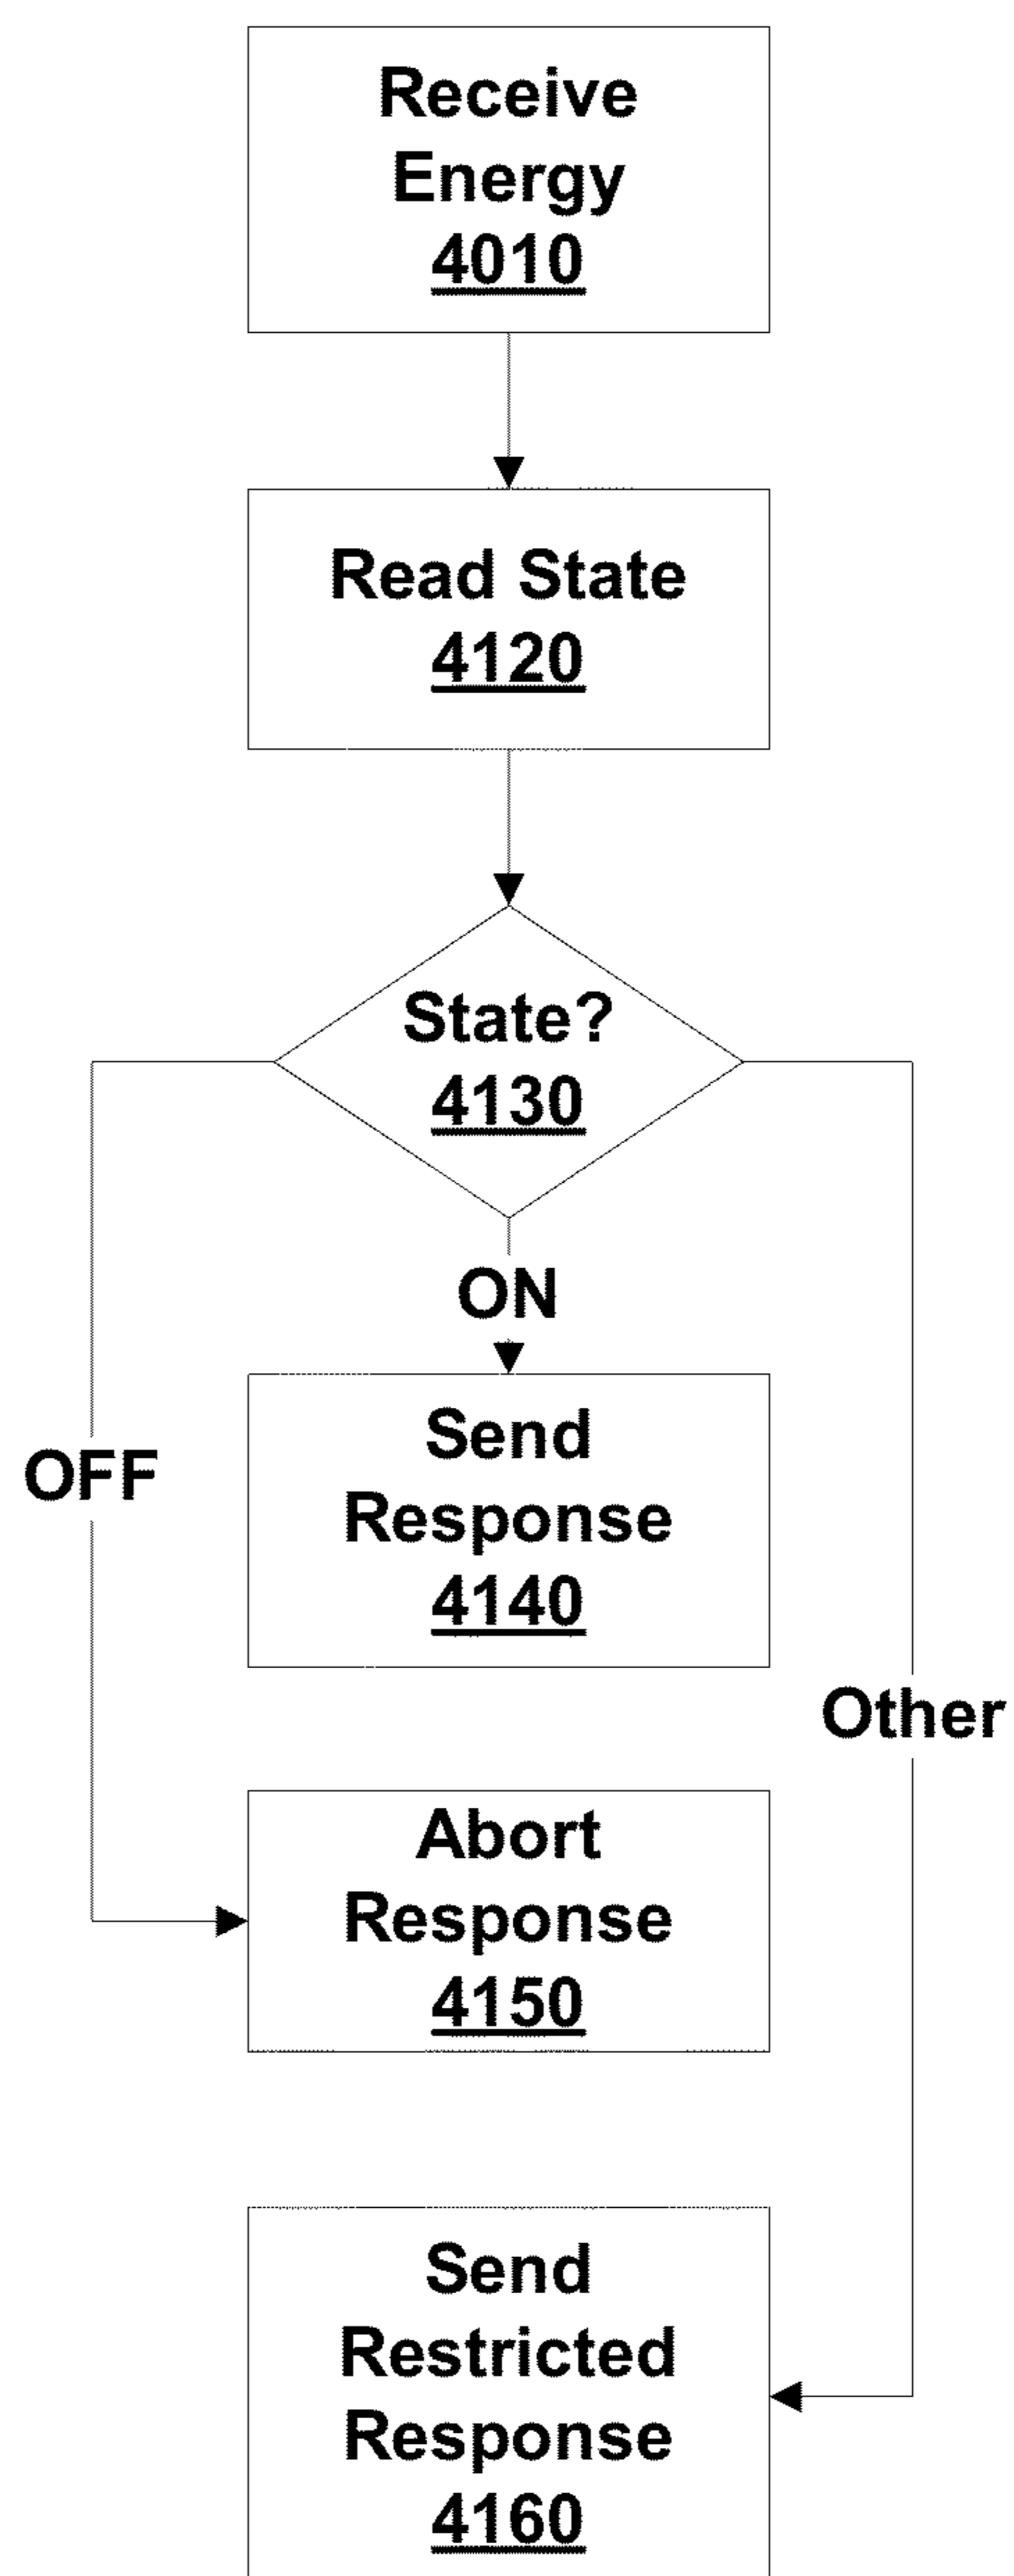 Receive
Energy
4010
Read State
4120
State?
4130
ON
OFF
Send
Response
4140
Other
Abort
Response
4150
Send
Restricted
Response
4160